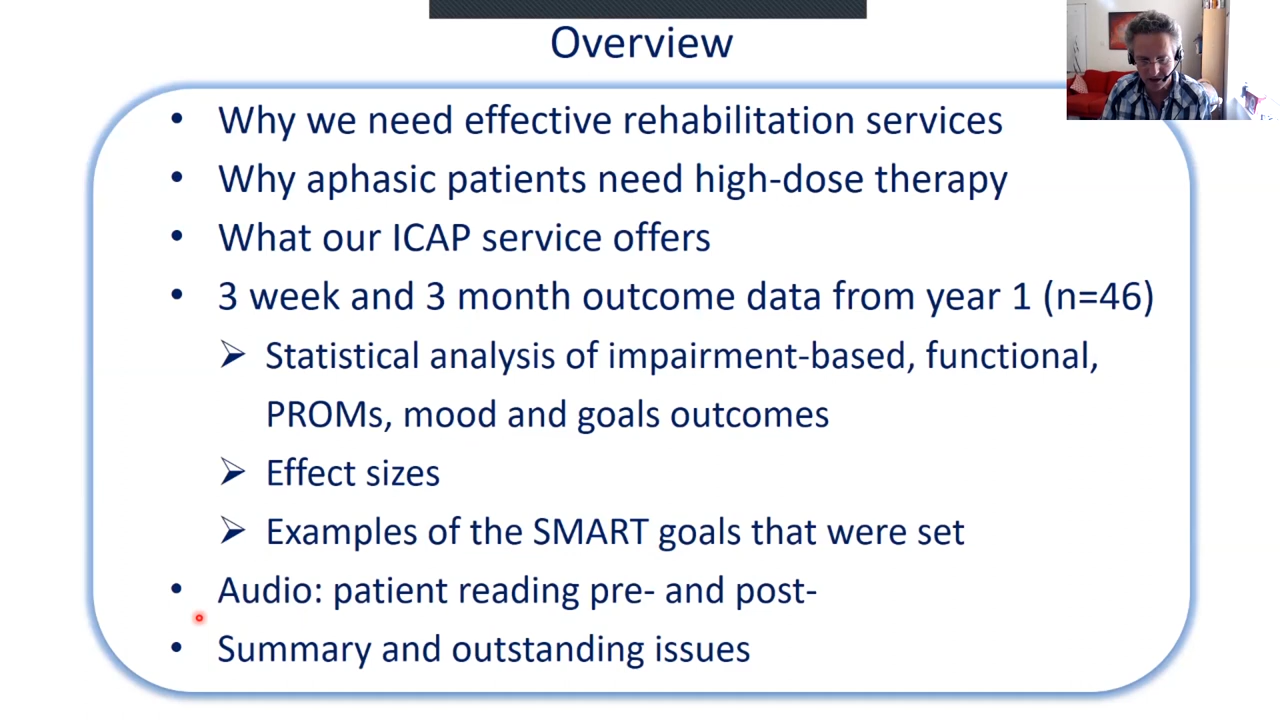 Overview
• Why we need effective rehabilitation services
• Why aphasic patients need high-dose therapy
• What our ICAP service offers
• 3 week and 3 month outcome data from year 1 (n=46)
➢ Statistical analysis of impairment-based, functional,
PROMs, mood and goals outcomes
➢ Effect sizes
➢ Examples of the SMART goals that were set
• Audio: patient reading pre- and post-
• Summary and outstanding issues